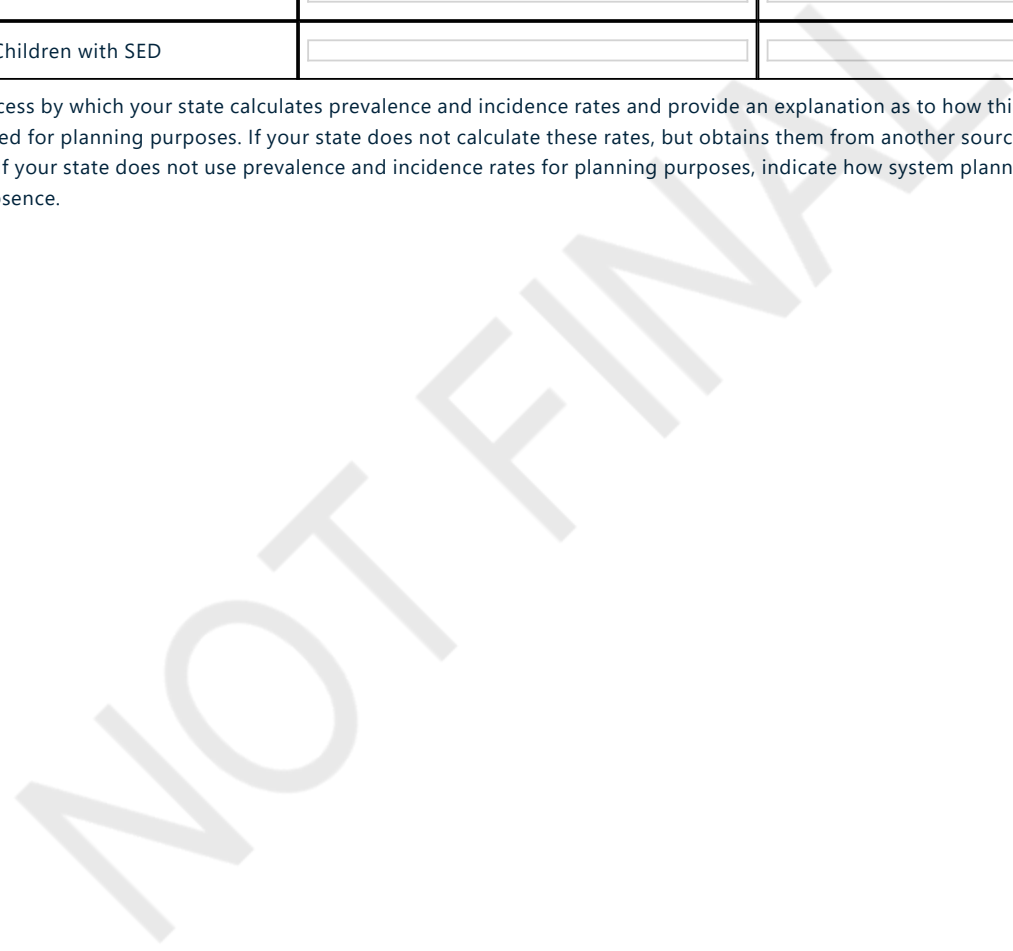 Children with SED
cess by which your state calculates prevalence and incidence rates and provide an explanation as to how thi
ed for planning purposes. If your state does not calculate these rates, but obtains them from another sourc
f your state does not use prevalence and incidence rates for planning purposes, indicate how system plann
sence.
NOT FINAL